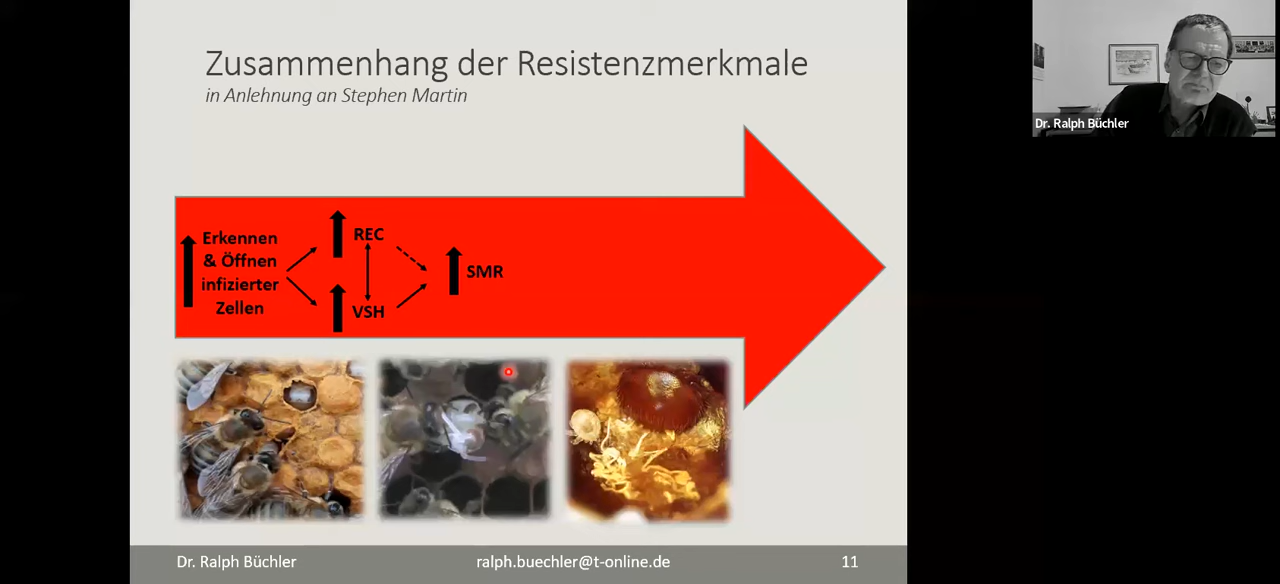 Zusammenhang der Resistenzmerkmale
in Anlehnung an Stephen Martin
Dr. Ralph Büchler
Erkennen
& Öffnen
infizierter
Zellen
REC
VSH
SMR
Dr. Ralph Büchler
ralph.buechler@t-online.de
11